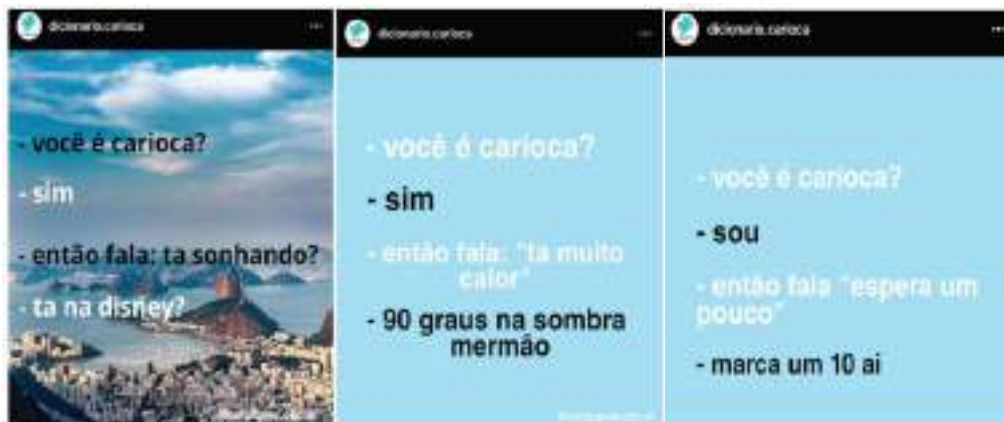 dicionario.carioca
- você é carioca?
- sim
- então fala: ta sonhando?
- ta na disney?
dicionario.carioca
- você é carioca?
- sim
- então fala: "ta muito
calor"
- 90 graus na sombra
mermão
dicionario.carioca
- você é carioca?
- sou
- então fala "espera um
pouco"
- marca um 10 ai